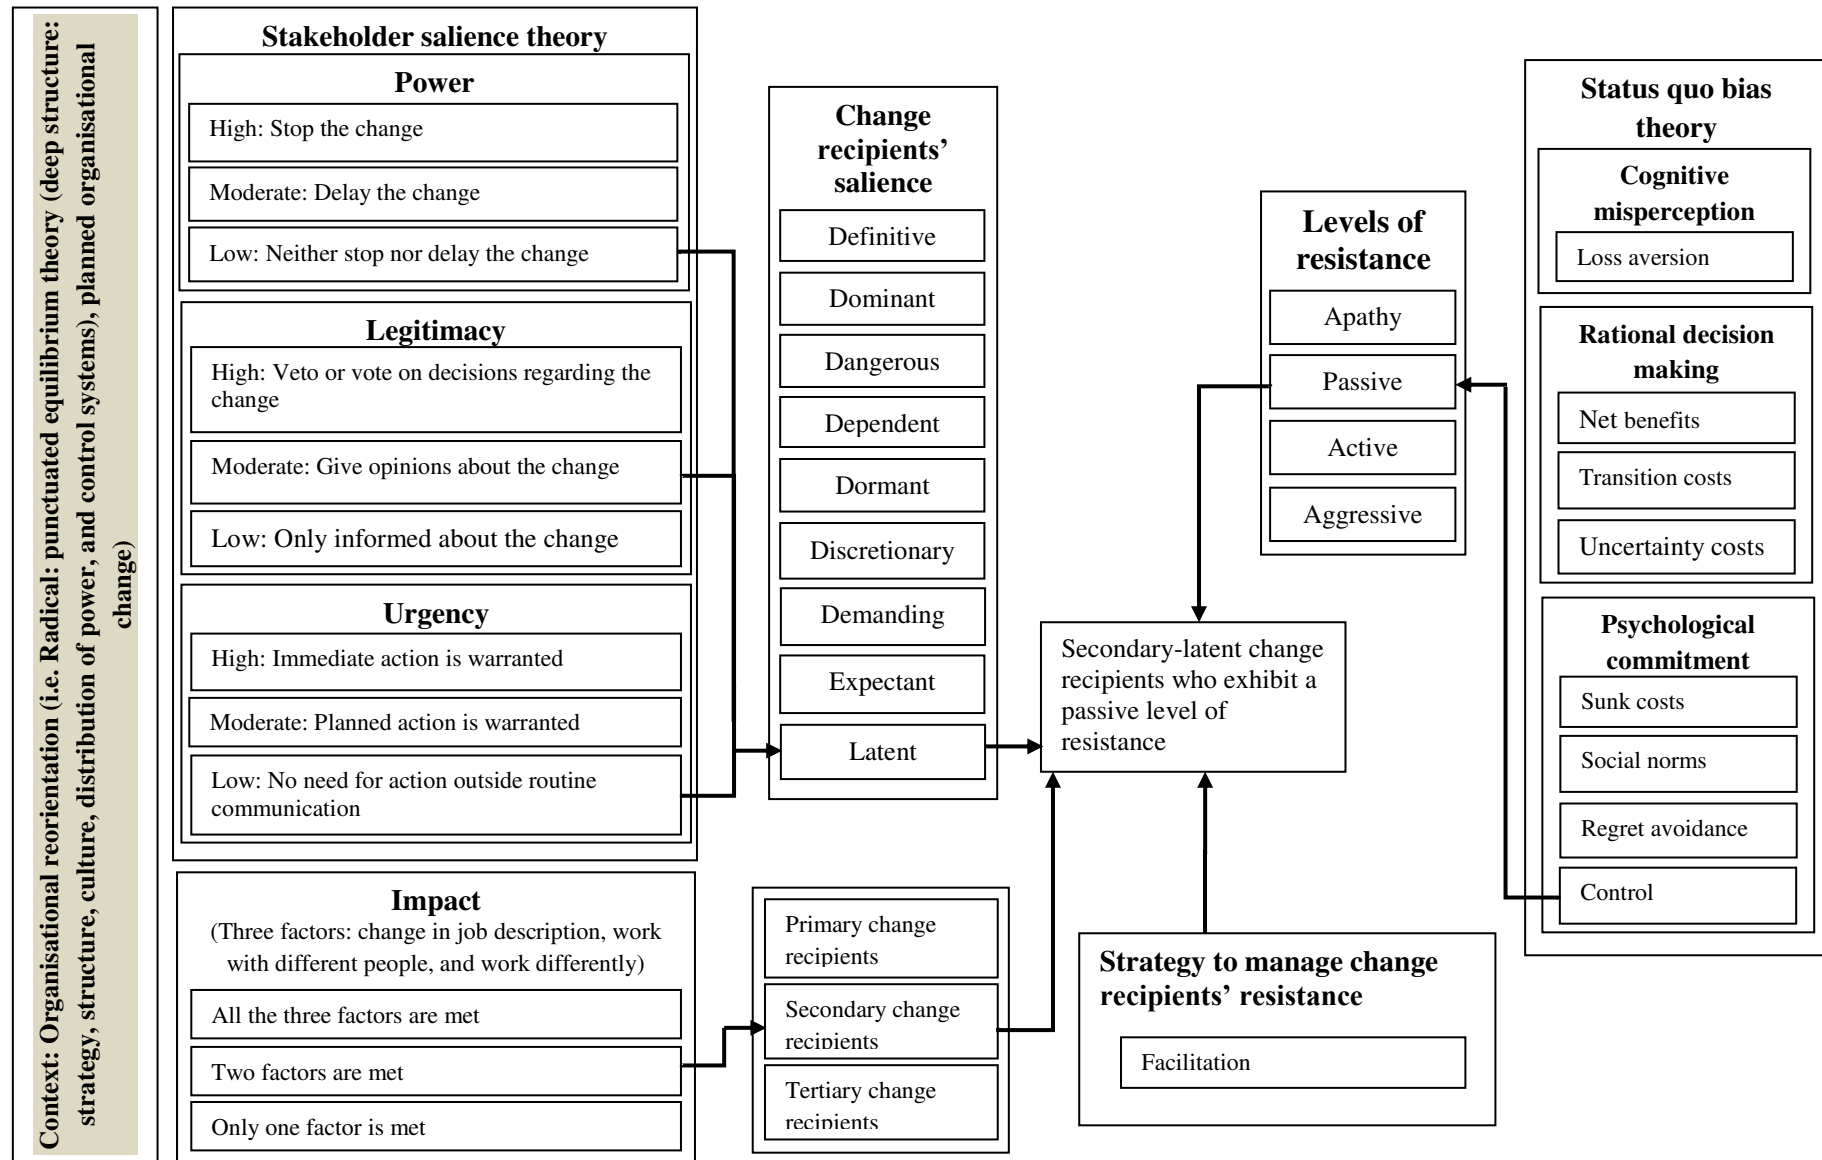 Context: Organisational reorientation (i.e. Radical: punctuated equilibrium theory (deep structure:
strategy, structure, culture, distribution of power, and control systems), planned organisational
change)
Stakeholder salience theory
Power
High: Stop the change
Moderate: Delay the change
Low: Neither stop nor delay the change
Legitimacy
High: Veto or vote on decisions regarding the
change
Moderate: Give opinions about the change
Low: Only informed about the change
Urgency
High: Immediate action is warranted
Moderate: Planned action is warranted
Low: No need for action outside routine
communication
Impact
(Three factors: change in job description, work
with different people, and work differently)
All the three factors are met
Two factors are met
Only one factor is met
Change
recipients’
salience
Definitive
Dominant
Dangerous
Dependent
Dormant
Discretionary
Demanding
Expectant
Latent
Primary change
recipients
Secondary change
recipients
Tertiary change
recipients
Secondary-latent change
recipients who exhibit a
passive level of
resistance
Strategy to manage change
recipients’ resistance
Facilitation
Levels of
resistance
Apathy
Passive
Active
Aggressive
Status quo bias
theory
Cognitive
misperception
Loss aversion
Rational decision
making
Net benefits
Transition costs
Uncertainty costs
Psychological
commitment
Sunk costs
Social norms
Regret avoidance
Control